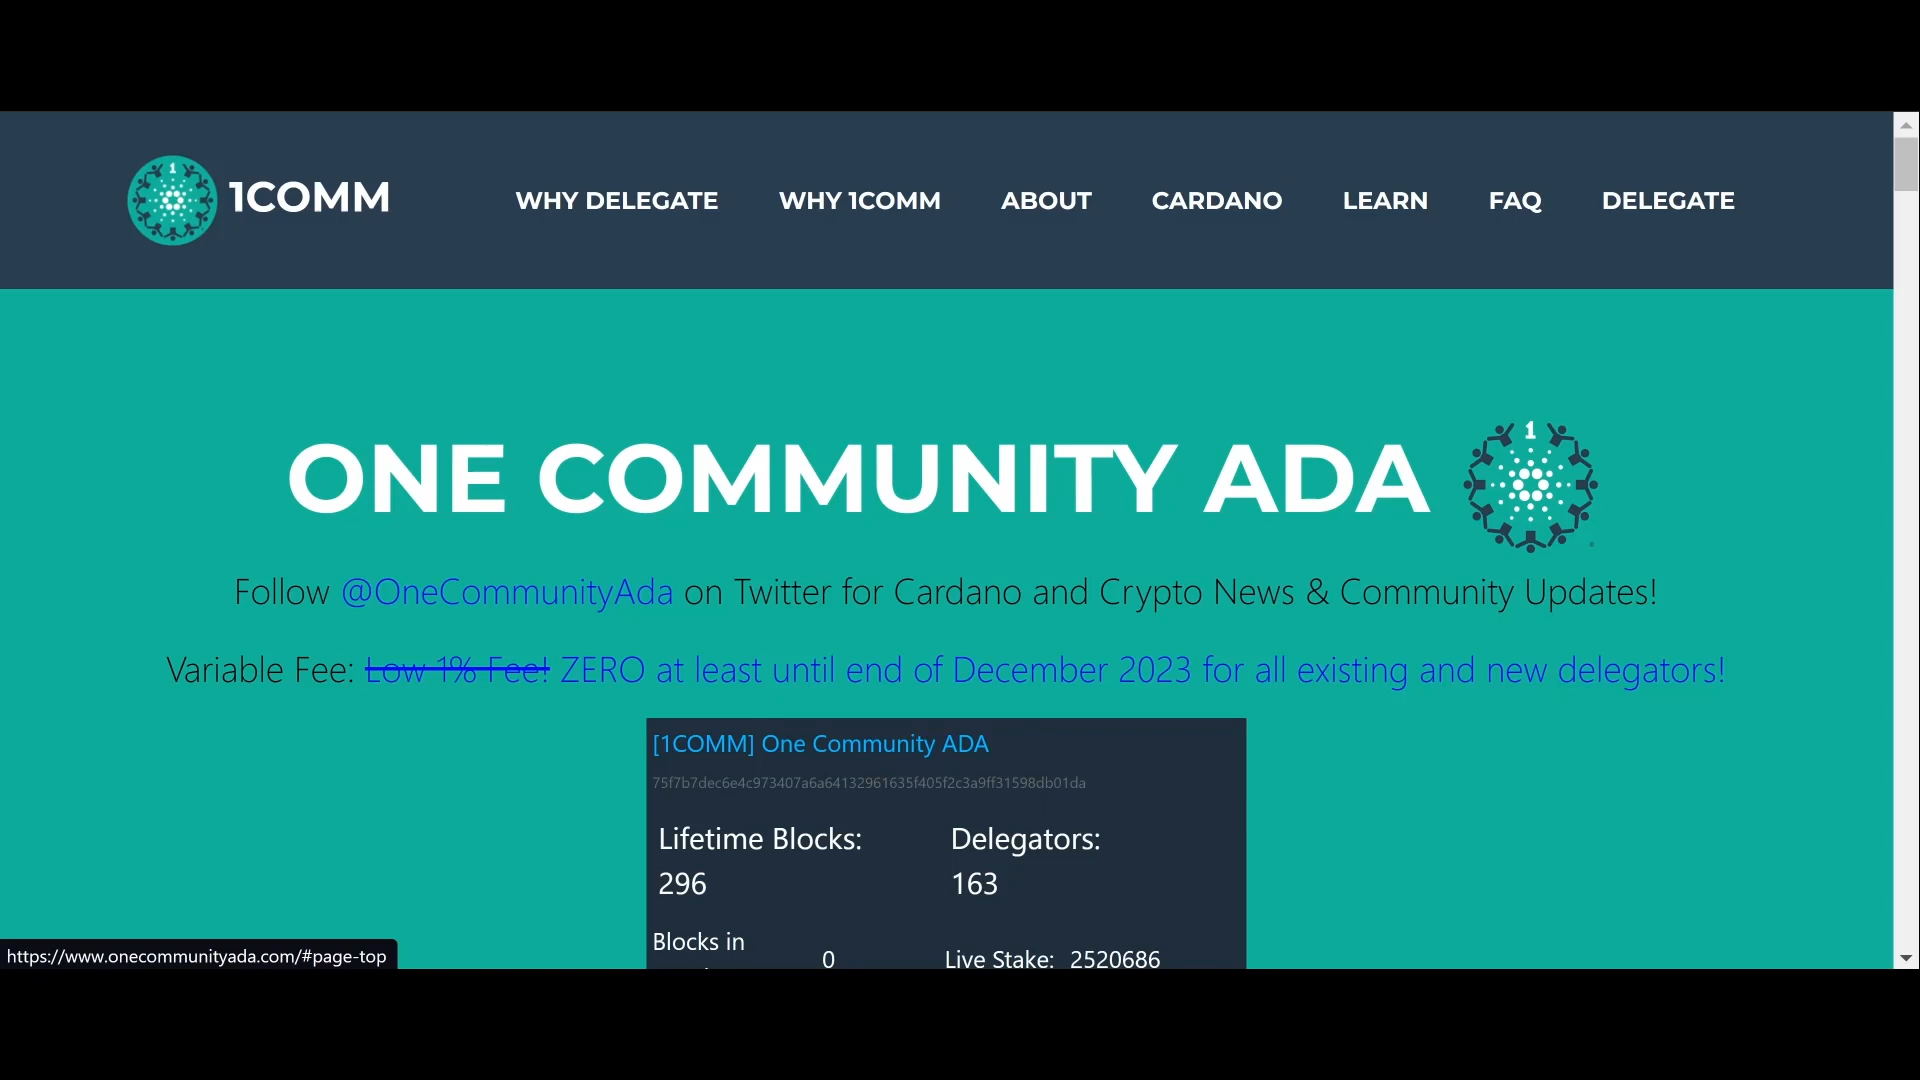 1COMM
WHY DELEGATE
WHY 1COMM
ABOUT
CARDANO
LEARN
FAQ
DELEGATE
ONE COMMUNITY ADA
1
Follow @OneCommunityAda on Twitter for Cardano and Crypto News & Community Updates!
Variable Fee: Low 1% Fee! ZERO at least until end of December 2023 for all existing and new delegators!
[1COMM] One Community ADA
75f7b7dec6e4c973407a6a64132961635f405f2c3a9ff31598db01da
Lifetime Blocks:
Delegators:
296
163
Blocks in
0
Live Stake: 2520686
https://www.onecommunityada.com/#page-top